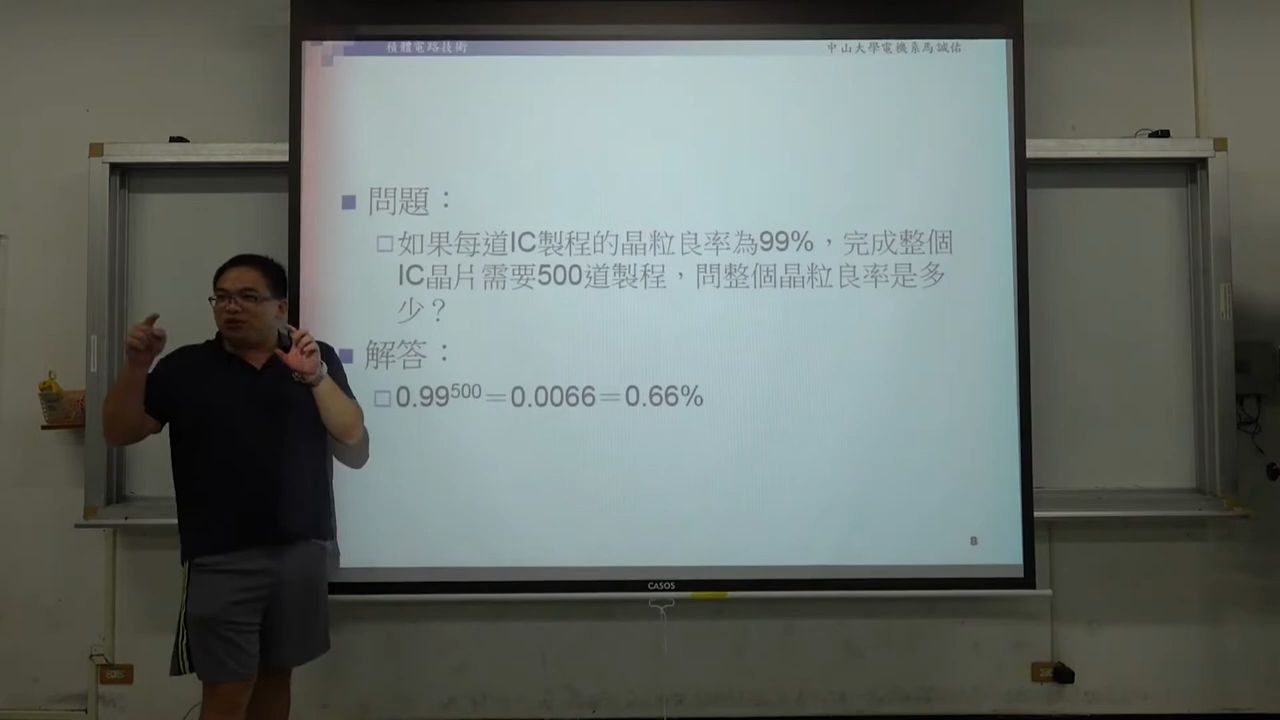 積體電路技術
中山大學電機系馬誠佑
問題：
如果每道IC製程的晶粒良率為99%，完成整個
IC晶片需要500道製程，問整個晶粒良率是多
少？
解答：
0.99⁵⁰⁰＝0.0066＝0.66%
8
CASOS